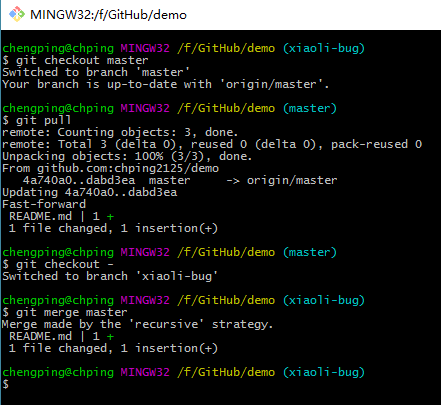 MINGW32:/f/GitHub/demo
chengping@chping MINGW32 /f/GitHub/demo (xiaoli-bug)
$ git checkout master
Switched to branch 'master'
Your branch is up-to-date with 'origin/master'.
chengping@chping MINGW32 /f/GitHub/demo (master)
$ git pull
remote: Counting objects: 3, done.
remote: Total 3 (delta 0), reused 0 (delta 0), pack-reused 0
Unpacking objects: 100% (3/3), done.
From github.com:chping2125/demo
   4a740a0..dabd3ea  master     -> origin/master
Updating 4a740a0..dabd3ea
Fast-forward
 README.md | 1 +
 1 file changed, 1 insertion(+)
chengping@chping MINGW32 /f/GitHub/demo (master)
$ git checkout -
Switched to branch 'xiaoli-bug'
chengping@chping MINGW32 /f/GitHub/demo (xiaoli-bug)
$ git merge master
Merge made by the 'recursive' strategy.
 README.md | 1 +
 1 file changed, 1 insertion(+)
chengping@chping MINGW32 /f/GitHub/demo (xiaoli-bug)
$